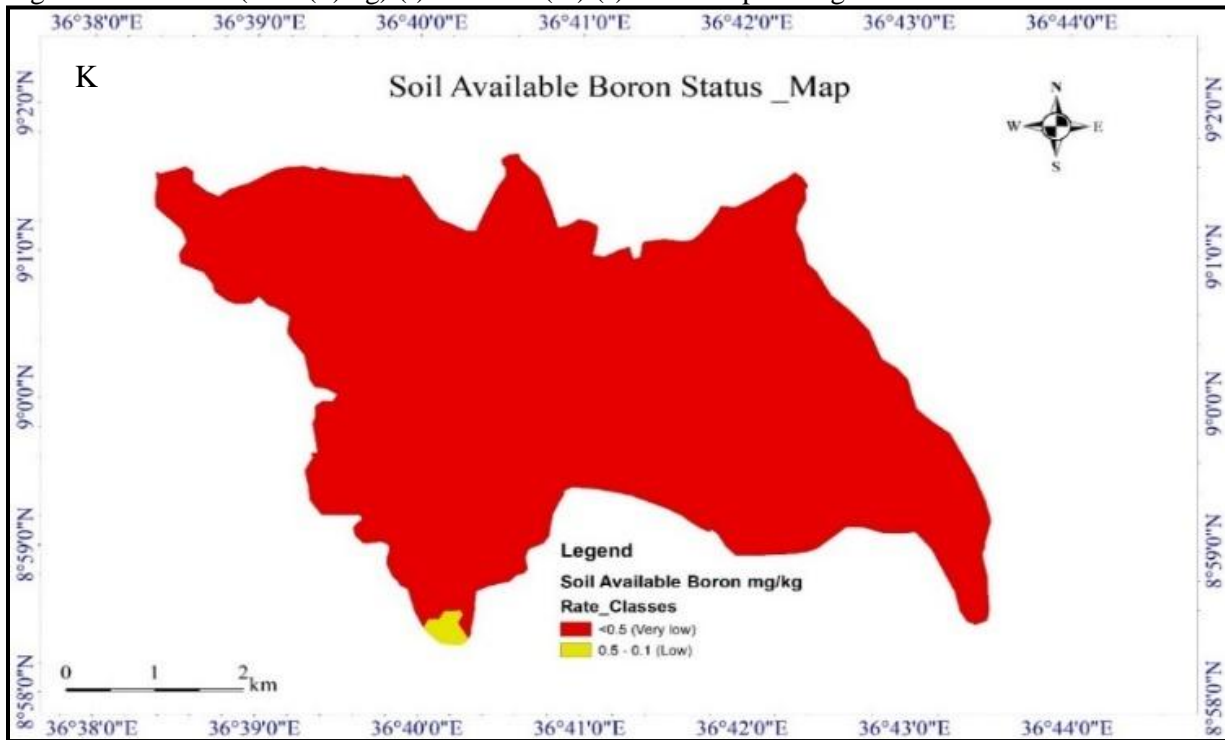 36°38'0"E 36°39'0"E 36°40'0"E 36°41'0"E 36°42'0"E 36°43'0"E 36°44'0"E
K
Soil Available Boron Status _Map
N
W E
S
9°2'0"N 9°2'0"N
9°1'0"N 9°1'0"N
9°0'0"N 9°0'0"N
8°59'0"N 8°59'0"N
8°58'0"N 8°58'0"N
Legend
Soil Available Boron mg/kg
Rate_Classes
<0.5 (Very low)
0.5 - 0.1 (Low)
0 1 2
km
36°38'0"E 36°39'0"E 36°40'0"E 36°41'0"E 36°42'0"E 36°43'0"E 36°44'0"E